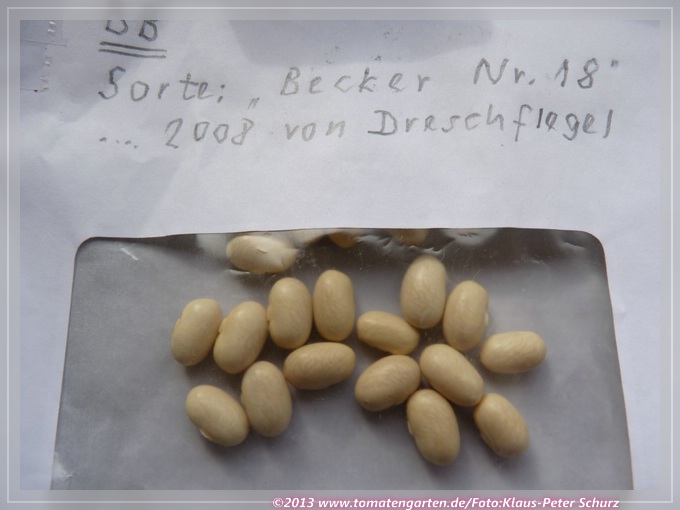 BB
Sorte: „Becker Nr. 18"
.... 2008 von Dreschflegel
©2013 www.tomatengarten.de/Foto:Klaus-Peter Schurz